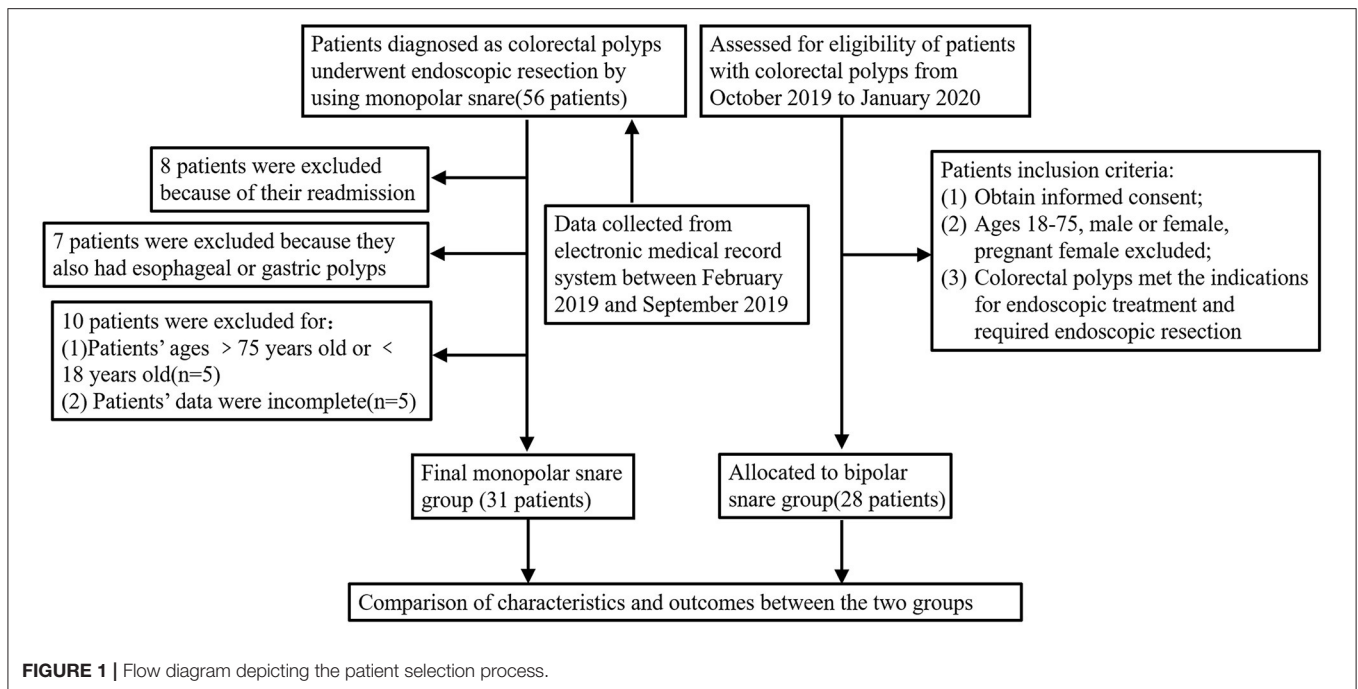 Patients diagnosed as colorectal polyps
underwent endoscopic resection by
using monopolar snare(56 patients)
Assessed for eligibility of patients
with colorectal polyps from
October 2019 to January 2020
8 patients were excluded
because of their readmission
7 patients were excluded because they
also had esophageal or gastric polyps
10 patients were excluded for:
(1)Patients’ ages > 75 years old or <
18 years old(n=5)
(2) Patients’ data were incomplete(n=5)
Data collected from
electronic medical record
system between February
2019 and September 2019
Patients inclusion criteria:
(1) Obtain informed consent;
(2) Ages 18-75, male or female,
pregnant female excluded;
(3) Colorectal polyps met the indications
for endoscopic treatment and
required endoscopic resection
Final monopolar snare
group (31 patients)
Allocated to bipolar
snare group(28 patients)
Comparison of characteristics and outcomes between the two groups
FIGURE 1 | Flow diagram depicting the patient selection process.